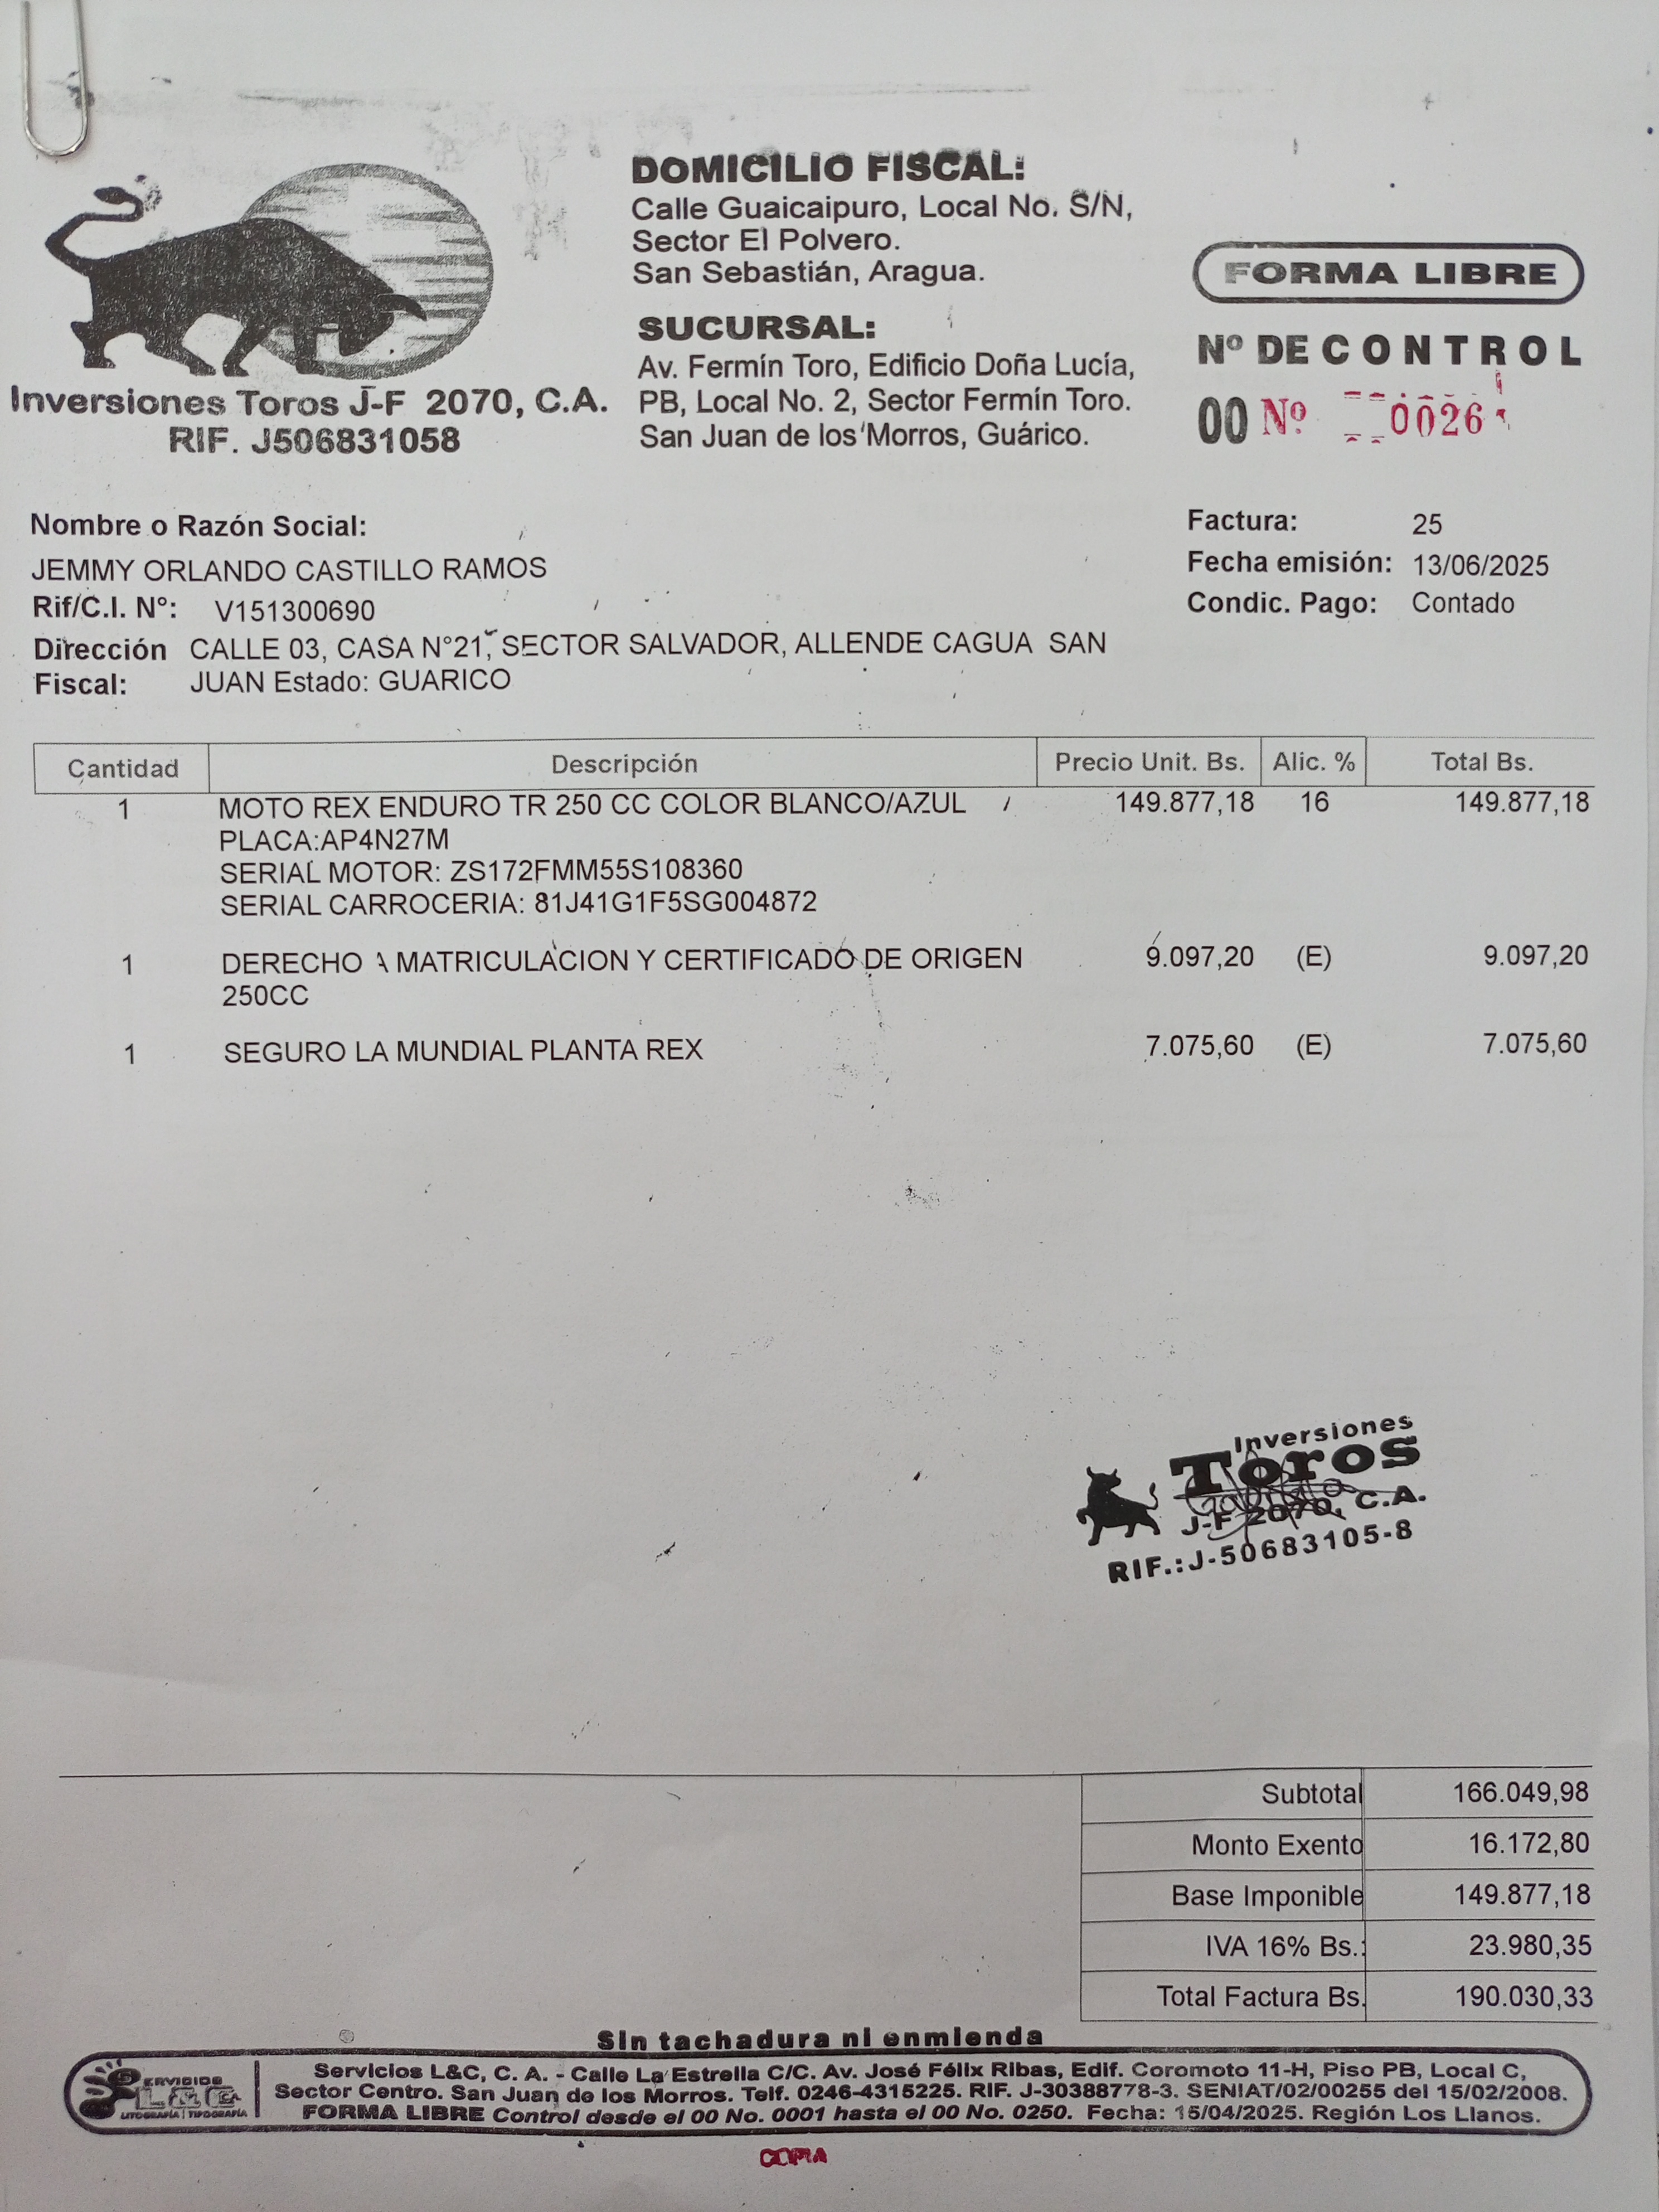 DOMICILIO FISCAL:
Calle Guaicaipuro, Local No. S/N,
Sector El Polvero.
San Sebastián, Aragua.
SUCURSAL:
Av. Fermín Toro, Edificio Doña Lucía,
PB, Local No. 2, Sector Fermín Toro.
San Juan de los Morros, Guárico.
Inversiones Toros J-F 2070, C.A.
RIF. J506831058
FORMA LIBRE
Nº DE CONTROL
00 Nº 0026
Nombre o Razón Social:
JEMMY ORLANDO CASTILLO RAMOS
Rif/C.I. N°: V151300690
Dirección CALLE 03, CASA N°21, SECTOR SALVADOR, ALLENDE CAGUA SAN
Fiscal: JUAN Estado: GUARICO
Factura: 25
Fecha emisión: 13/06/2025
Condic. Pago: Contado
Cantidad Descripción Precio Unit. Bs. Alic. % Total Bs.
1 MOTO REX ENDURO TR 250 CC COLOR BLANCO/AZUL 149.877,18 16 149.877,18
PLACA:AP4N27M
SERIAL MOTOR: ZS172FMM55S108360
SERIAL CARROCERIA: 81J41G1F5SG004872
1 DERECHO A MATRICULACION Y CERTIFICADO DE ORIGEN 9.097,20 (E) 9.097,20
250CC
1 SEGURO LA MUNDIAL PLANTA REX 7.075,60 (E) 7.075,60
Inversiones
Toros
J-F 2070, C.A.
RIF.:J-50683105-8
Subtotal 166.049,98
Monto Exento 16.172,80
Base Imponible 149.877,18
IVA 16% Bs.: 23.980,35
Total Factura Bs. 190.030,33
Sin tachadura ni enmienda
SERVICIOS
L&C CA
LITOGRAFÍA | TIPOGRAFÍA
Servicios L&C, C. A. - Calle La Estrella C/C. Av. José Félix Ribas, Edif. Coromoto 11-H, Piso PB, Local C,
Sector Centro. San Juan de los Morros. Telf. 0246-4315225. RIF. J-30388778-3. SENIAT/02/00255 del 15/02/2008.
FORMA LIBRE Control desde el 00 No. 0001 hasta el 00 No. 0250. Fecha: 15/04/2025. Región Los Llanos.
COPIA